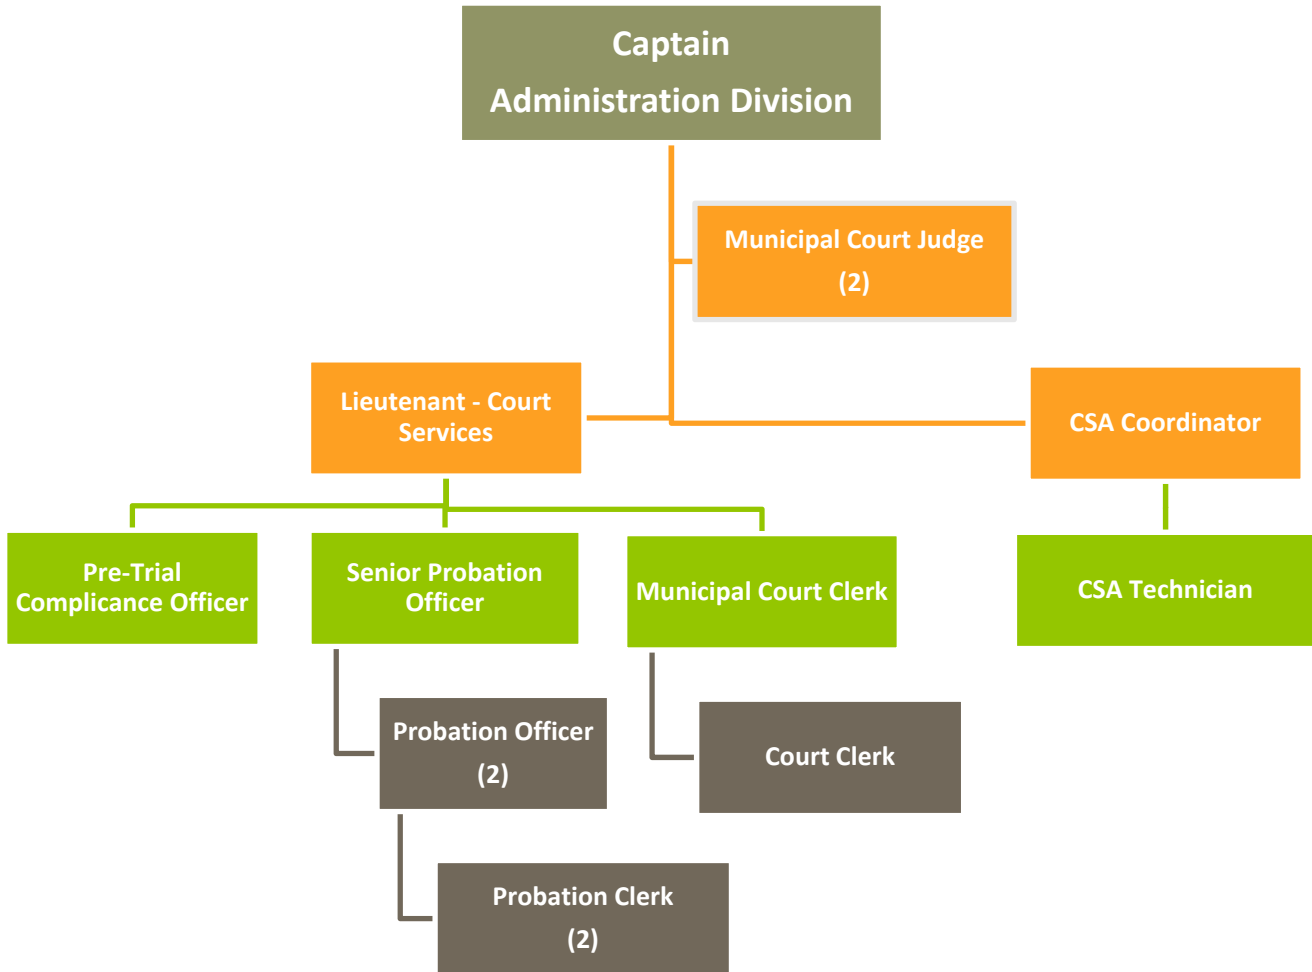 Captain
Administration Division
Municipal Court Judge
(2)
Lieutenant - Court
Services
CSA Coordinator
Pre-Trial
Complicance Officer
Senior Probation
Officer
Municipal Court Clerk
CSA Technician
Probation Officer
(2)
Court Clerk
Probation Clerk
(2)